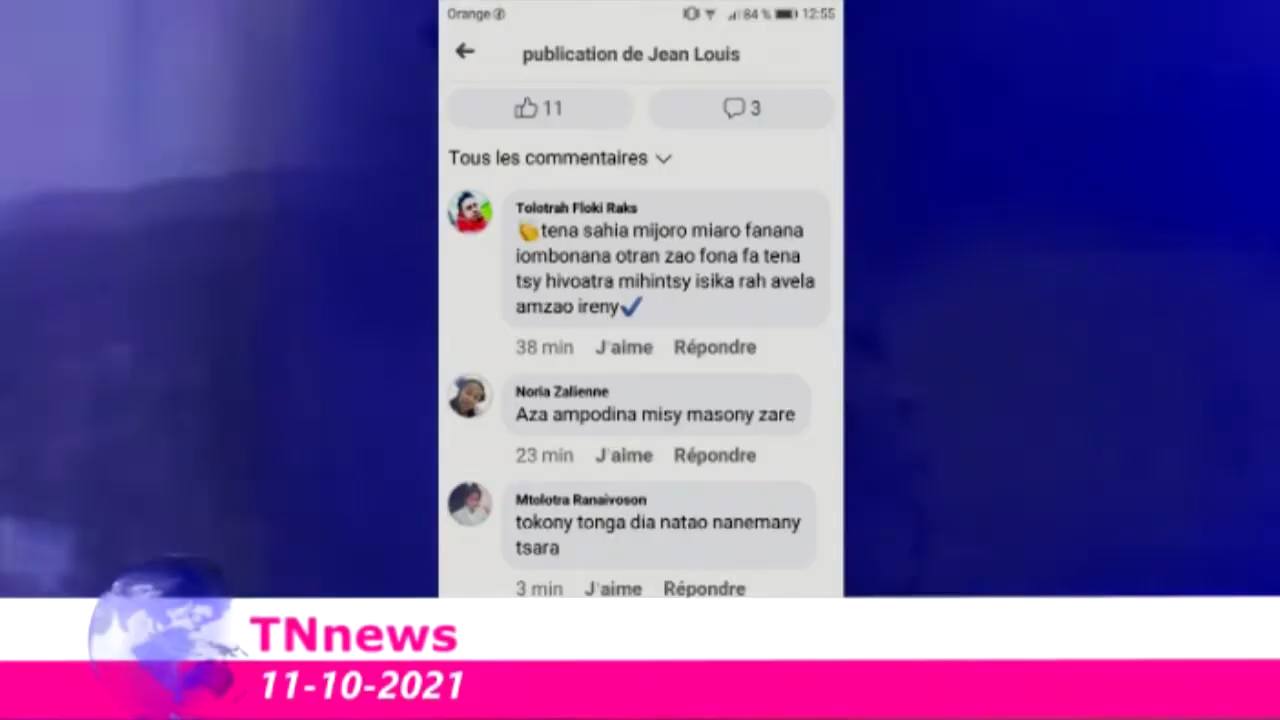 Orange
84 % 12:55
publication de Jean Louis
11 3
Tous les commentaires
Tolotrah Floki Raks
👏tena sahia mijoro miaro fanana
iombonana otran zao fona fa tena
tsy hivoatra mihintsy isika rah avela
amzao ireny✔️
38 min J'aime Répondre
Noria Zalienne
Aza ampodina misy masony zare
23 min J'aime Répondre
Mtolotra Ranaivoson
tokony tonga dia natao nanemany
tsara
3 min J'aime Répondre
TNnews
11-10-2021